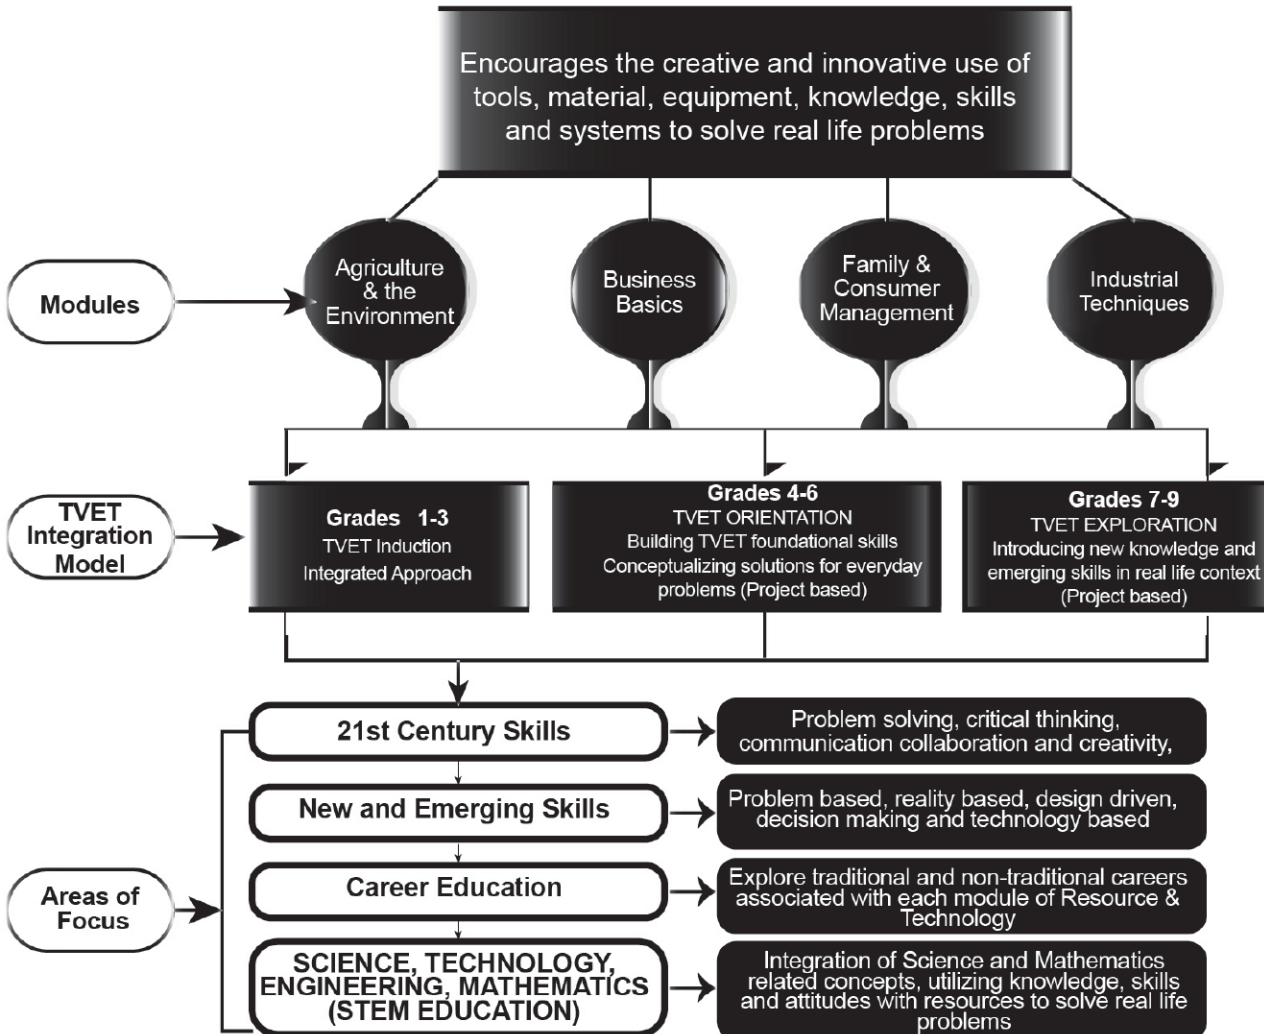 Encourages the creative and innovative use of
tools, material, equipment, knowledge, skills
and systems to solve real life problems
Modules
Agriculture
& the
Environment
Business
Basics
Family &
Consumer
Management
Industrial
Techniques
TVET
Integration
Model
Grades 1-3
TVET Induction
Integrated Approach
Grades 4-6
TVET ORIENTATION
Building TVET foundational skills
Conceptualizing solutions for everyday
problems (Project based)
Grades 7-9
TVET EXPLORATION
Introducing new knowledge and
emerging skills in real life context
(Project based)
Areas of
Focus
21st Century Skills
Problem solving, critical thinking,
communication collaboration and creativity,
New and Emerging Skills
Problem based, reality based, design driven,
decision making and technology based
Career Education
Explore traditional and non-traditional careers
associated with each module of Resource &
Technology
SCIENCE, TECHNOLOGY,
ENGINEERING, MATHEMATICS
(STEM EDUCATION)
Integration of Science and Mathematics
related concepts, utilizing knowledge, skills
and attitudes with resources to solve real life
problems